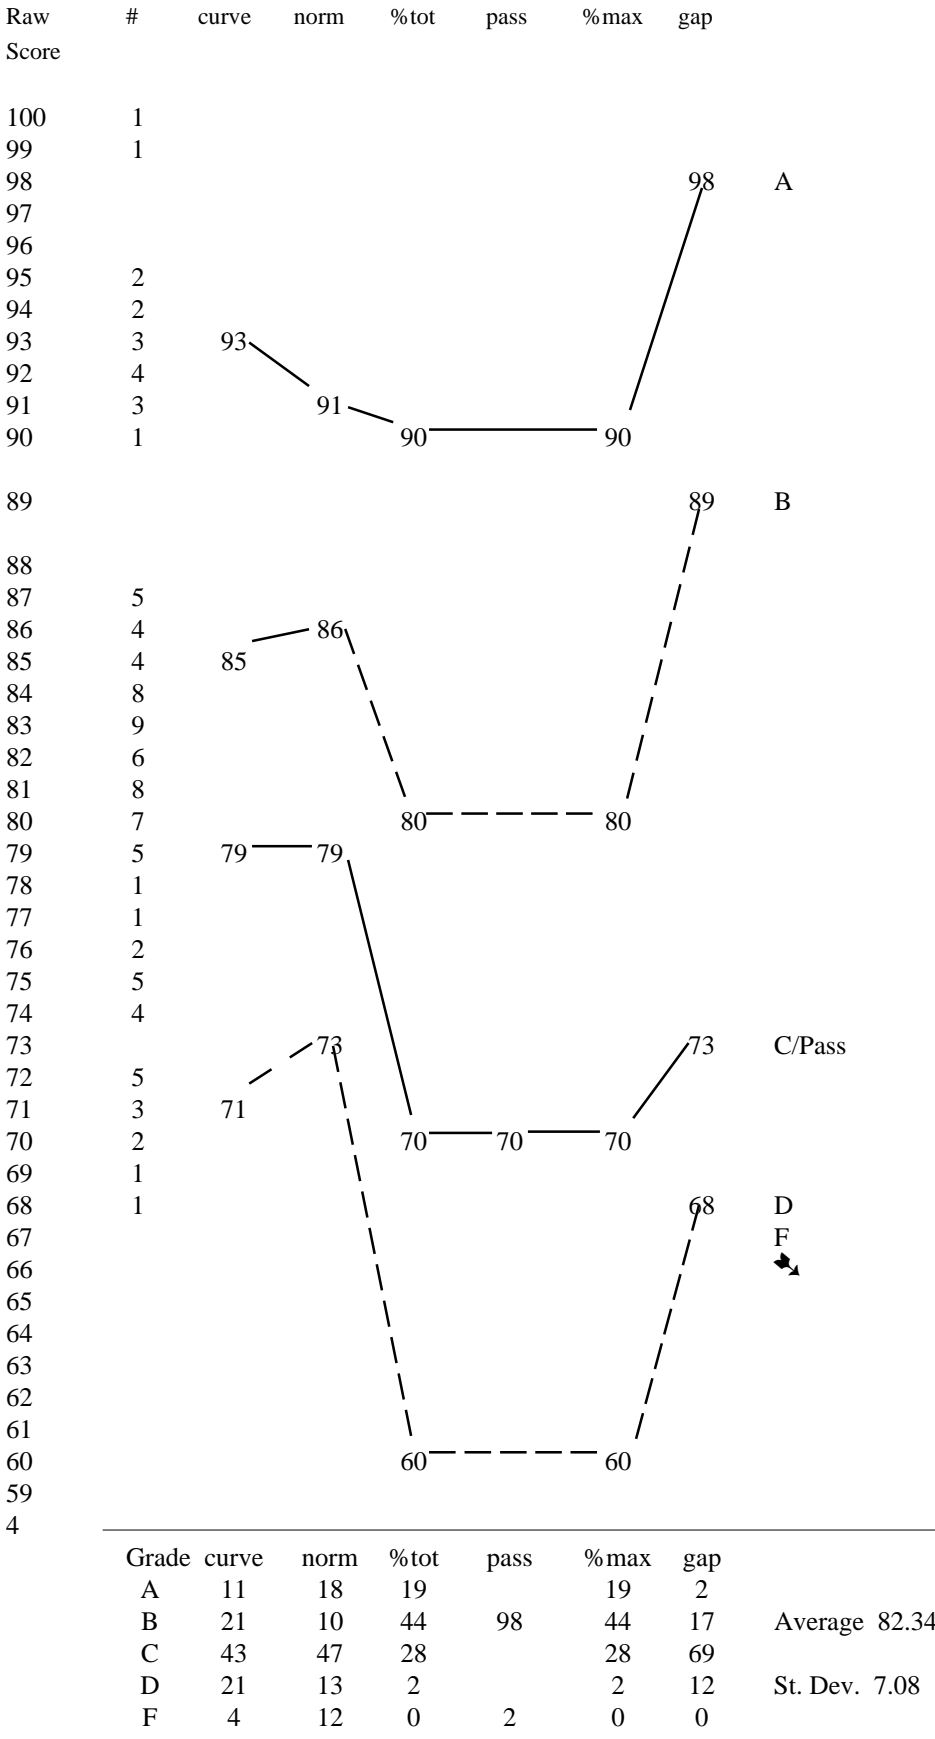 Raw # curve norm %tot pass %max gap
Score
100 1
99 1
98 98 A
97
96
95 2
94 2
93 3 93
92 4
91 3 91
90 1 90 90
89 89 B
88
87 5
86 4 86
85 4 85
84 8
83 9
82 6
81 8
80 7 80 80
79 5 79 79
78 1
77 1
76 2
75 5
74 4
73 73 73 C/Pass
72 5
71 3 71
70 2 70 70 70
69 1
68 1 68 D
67 F
66
65
64
63
62
61
60 60 60
59
4
Grade curve norm %tot pass %max gap
A 11 18 19 19 2
B 21 10 44 98 44 17 Average 82.34
C 43 47 28 28 69
D 21 13 2 2 12 St. Dev. 7.08
F 4 12 0 2 0 0